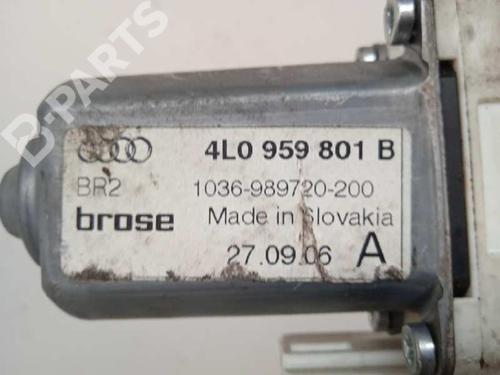 B-PARTS
4L0 959 801 B
BR2 1036-989720-200
brose Made in Slovakia
27.09.06 A